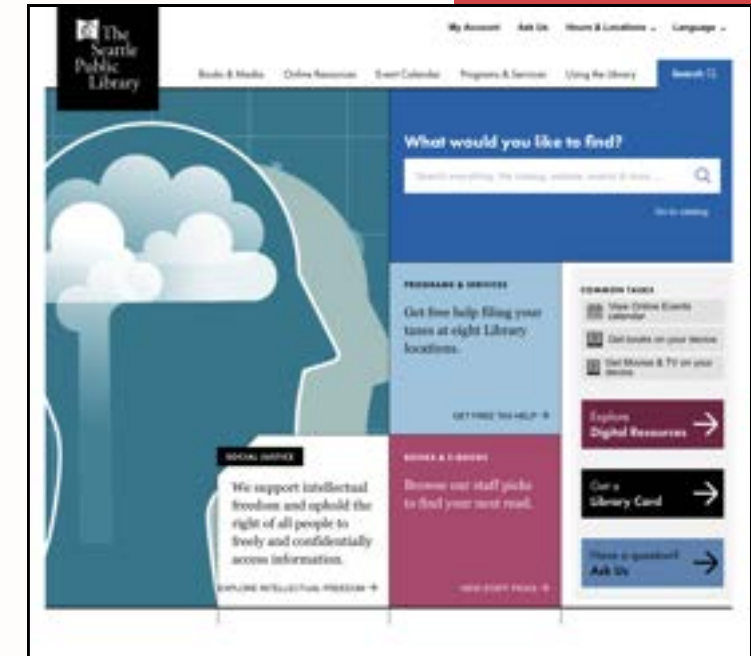 The
Seattle
Public
Library
My Account
Ask Us
Hours & Locations
Language
Books & Media
Online Resources
Event Calendar
Programs & Services
Using the Library
Search
What would you like to find?
Go to catalog
PROGRAMS & SERVICES
Get free help filing your
taxes at eight Library
locations.
GET FREE TAX HELP →
COMMON TASKS
View Online Events
calendar
Get books on your device
Get Movies & TV on your
device
Explore
Digital Resources
Get a
Library Card
Have a question?
Ask Us
SOCIAL JUSTICE
We support intellectual
freedom and uphold the
right of all people to
freely and confidentially
access information.
EXPLORE INTELLECTUAL FREEDOM →
BOOKS & E-BOOKS
Browse our staff picks
to find your next read.
VIEW STAFF PICKS →